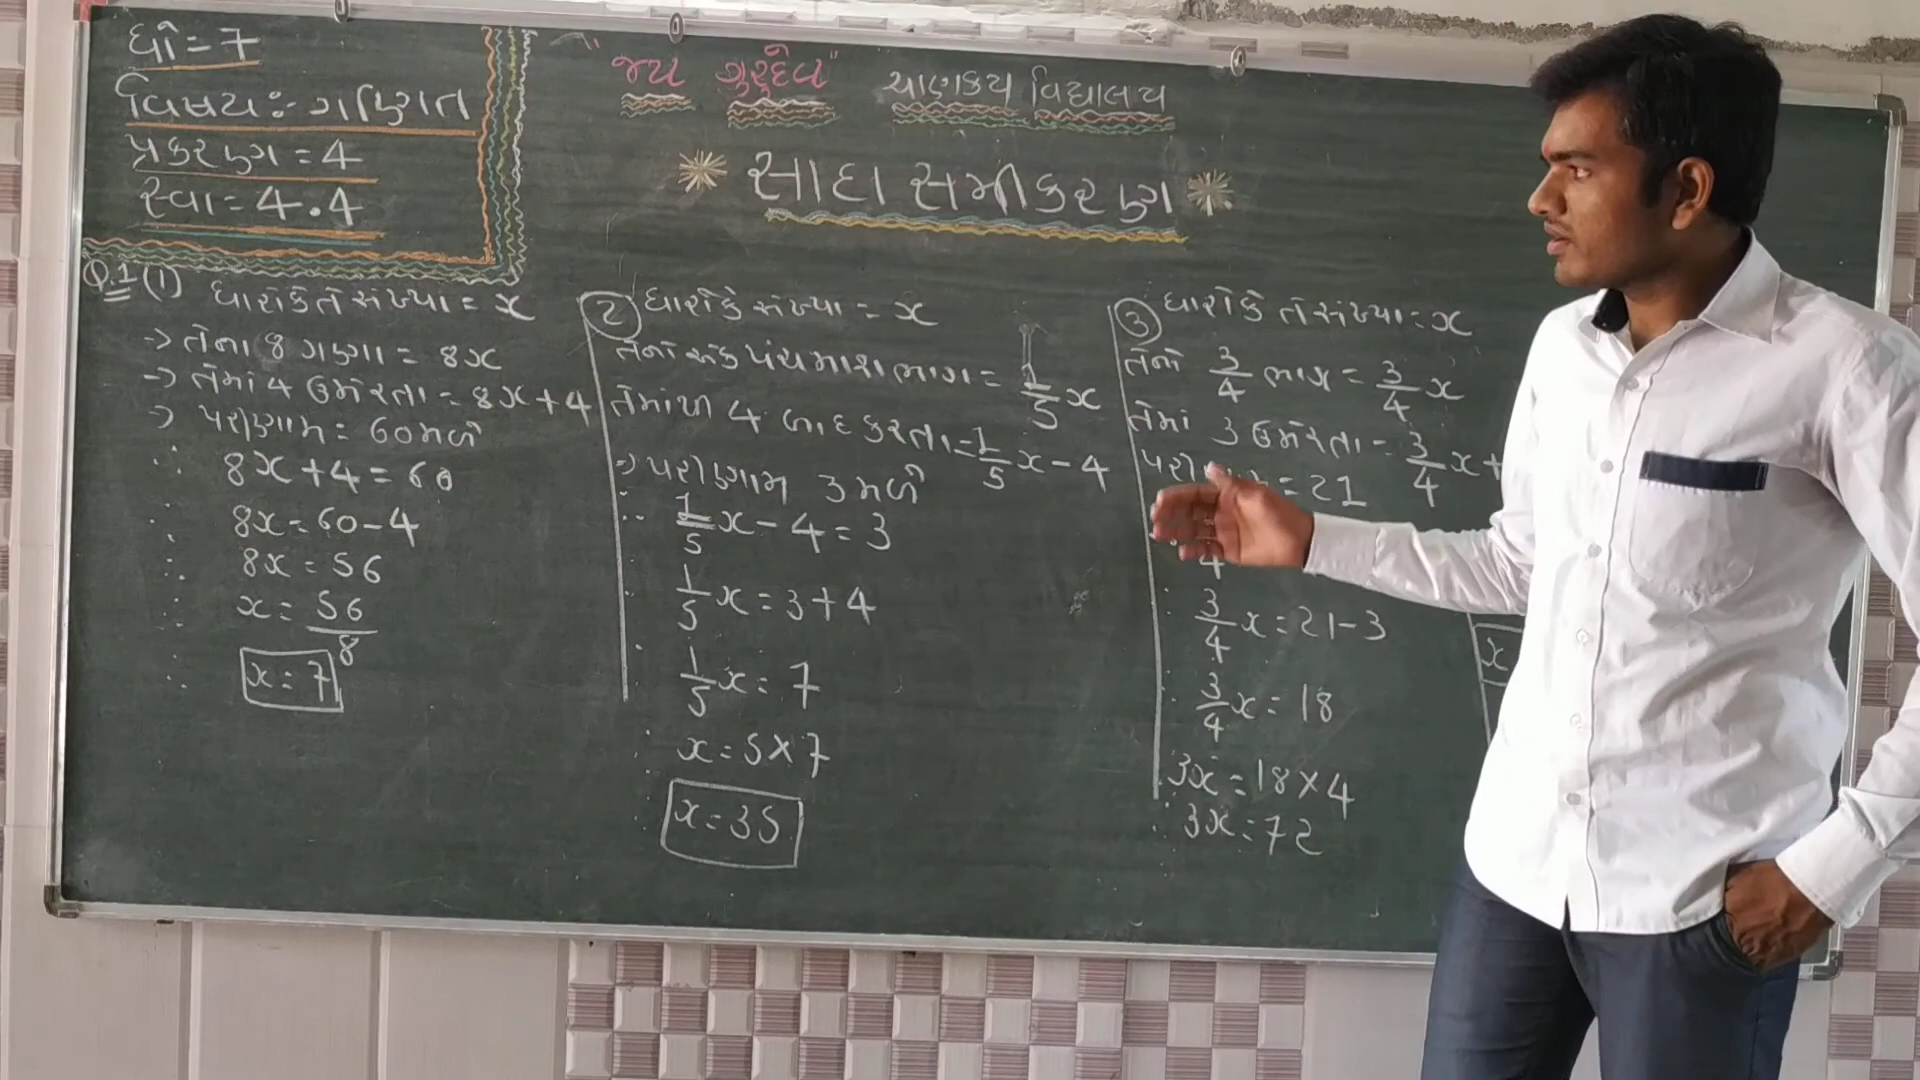 ધો = 7
વિષય :- ગણિત
પ્રકરણ = 4
સ્વા = 4.4
"જય ગુરુદેવ" ચાણકય વિદ્યાલય
સાદા સમીકરણ
Q.1 (1) ધારોકે તે સંખ્યા = x
-> તેના 8 ગણા = 8x
-> તેમાં 4 ઉમેરતા = 8x+4
-> પરિણામ = 60 મળે
∴ 8x+4=60
∴ 8x=60-4
∴ 8x=56
∴ x=56/8
∴ x=7
(2) ધારોકે સંખ્યા = x
તેનો એક પંચમાશ ભાગ = 1/5 x
તેમાંથી 4 બાદ કરતા = 1/5 x - 4
-> પરિણામ 3 મળે
∴ 1/5 x - 4 = 3
∴ 1/5 x = 3+4
∴ 1/5 x = 7
∴ x=5×7
∴ x=35
(3) ધારોકે તે સંખ્યા = x
તેનો 3/4 ભાગ = 3/4 x
તેમાં 3 ઉમેરતા = 3/4 x+
=21
4
∴ 3/4 x=21-3
∴ 3/4 x=18
∴ 3x=18×4
∴ 3x=72
x